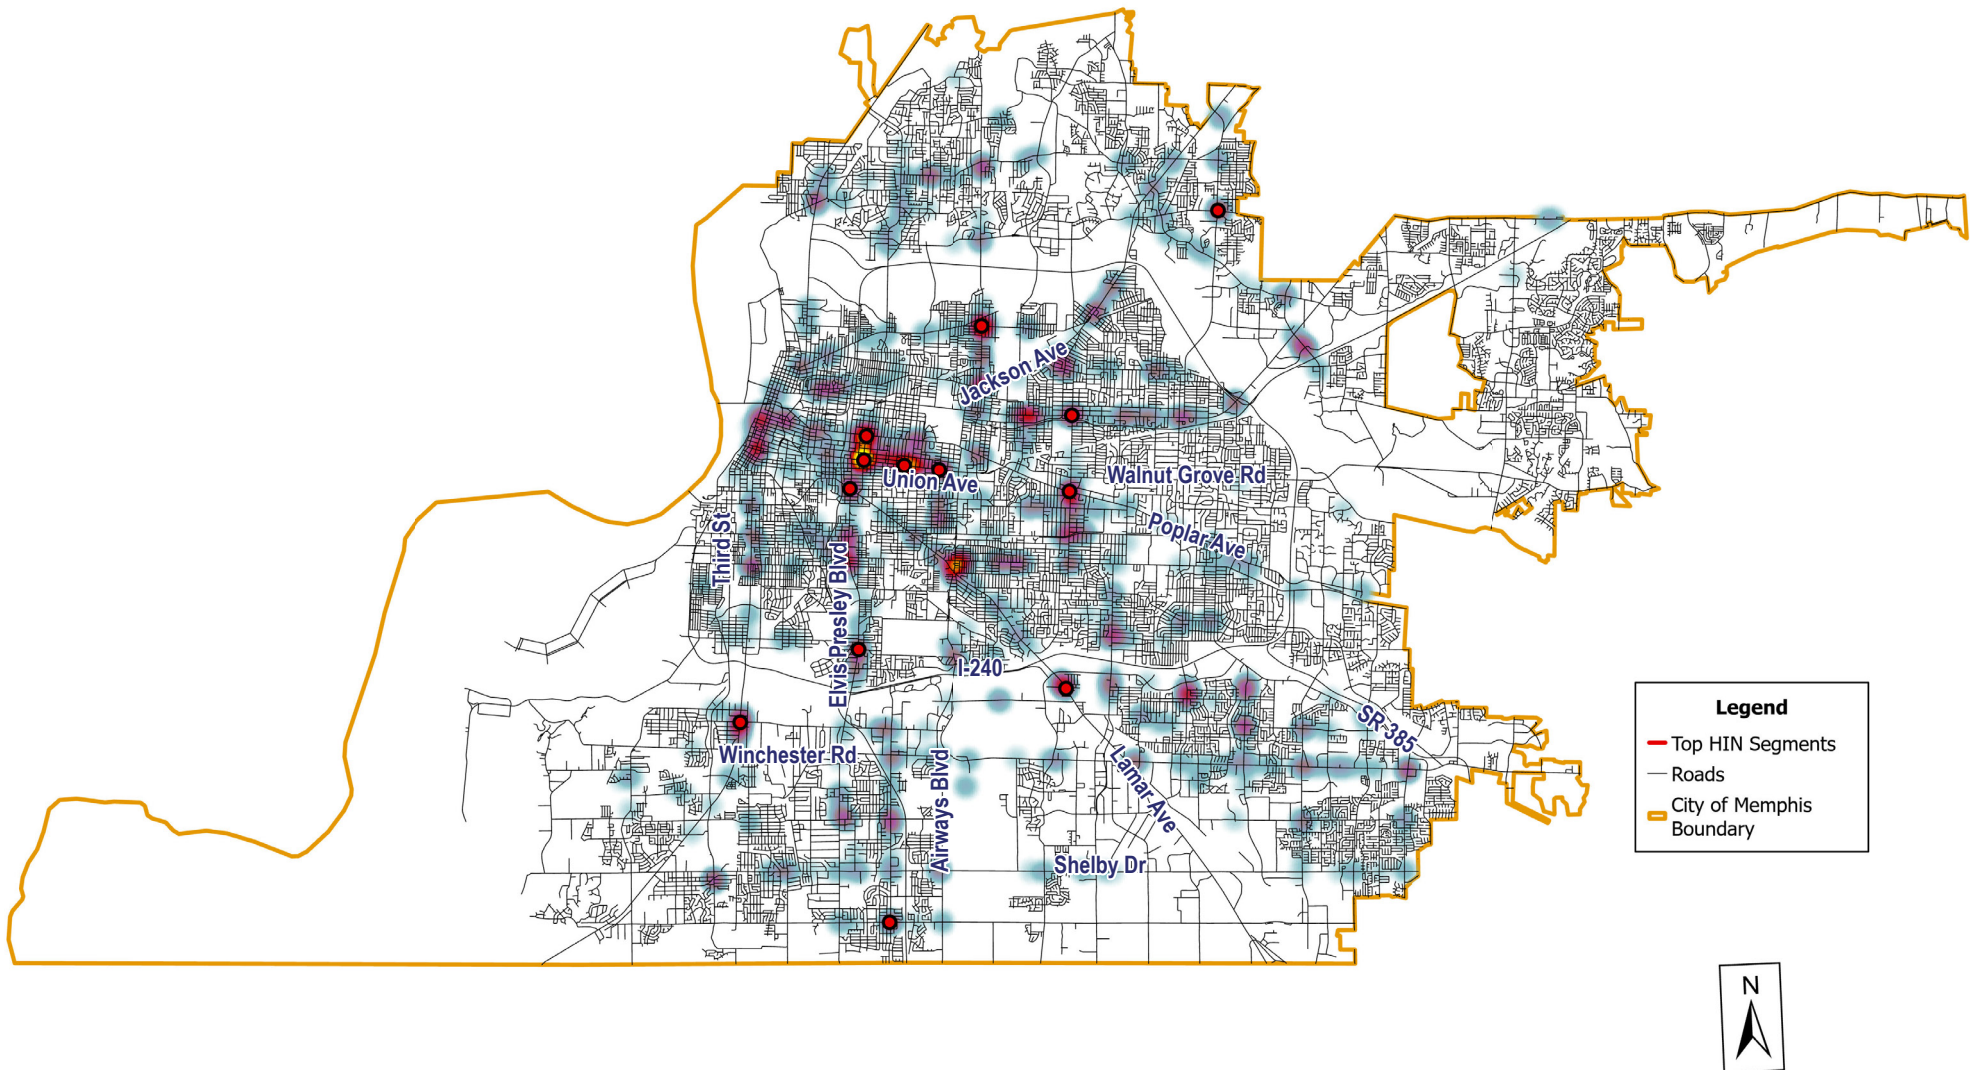 Jackson Ave
Walnut Grove Rd
Union Ave
Poplar Ave
Third St
Elvis Presley Blvd
I-240
SR-385
Winchester Rd
Airways Blvd
Lamar Ave
Shelby Dr
Legend
Top HIN Segments
Roads
City of Memphis
Boundary
N